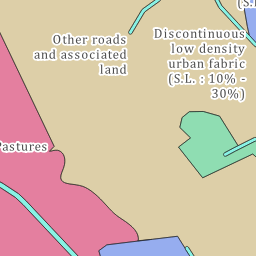 (S.
Other roads
and associated
land
Discontinuous
low density
urban fabric
(S.L. : 10% -
30%)
Pastures